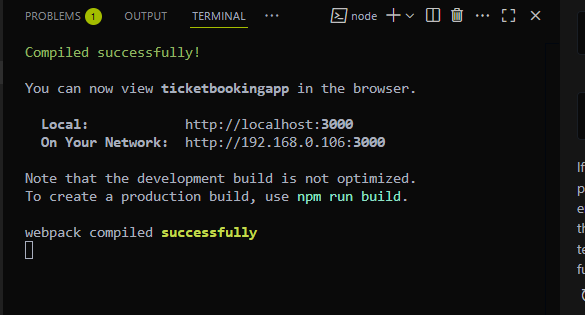 PROBLEMS 1 OUTPUT TERMINAL ··· node
Compiled successfully!
You can now view ticketbookingapp in the browser.
Local: http://localhost:3000
On Your Network: http://192.168.0.106:3000
Note that the development build is not optimized.
To create a production build, use npm run build.
webpack compiled successfully
If
p
e
th
te
fu